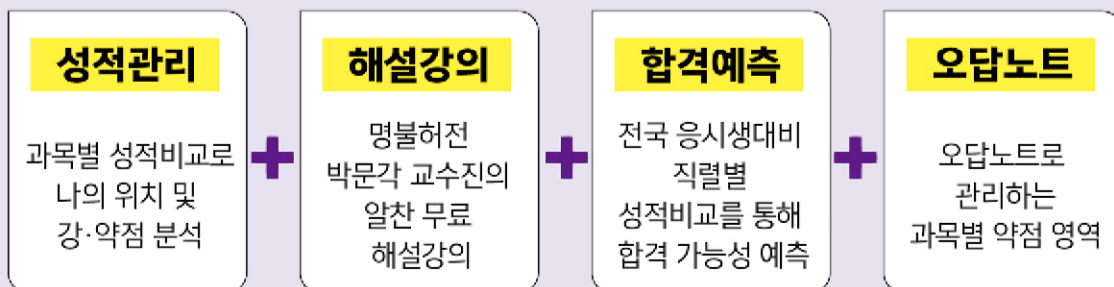 성적관리
과목별 성적비교로
나의 위치 및
강·약점 분석
해설강의
명불허전
박문각 교수진의
알찬 무료
해설강의
합격예측
전국 응시생대비
직렬별
성적비교를 통해
합격 가능성 예측
오답노트
오답노트로
관리하는
과목별 약점 영역